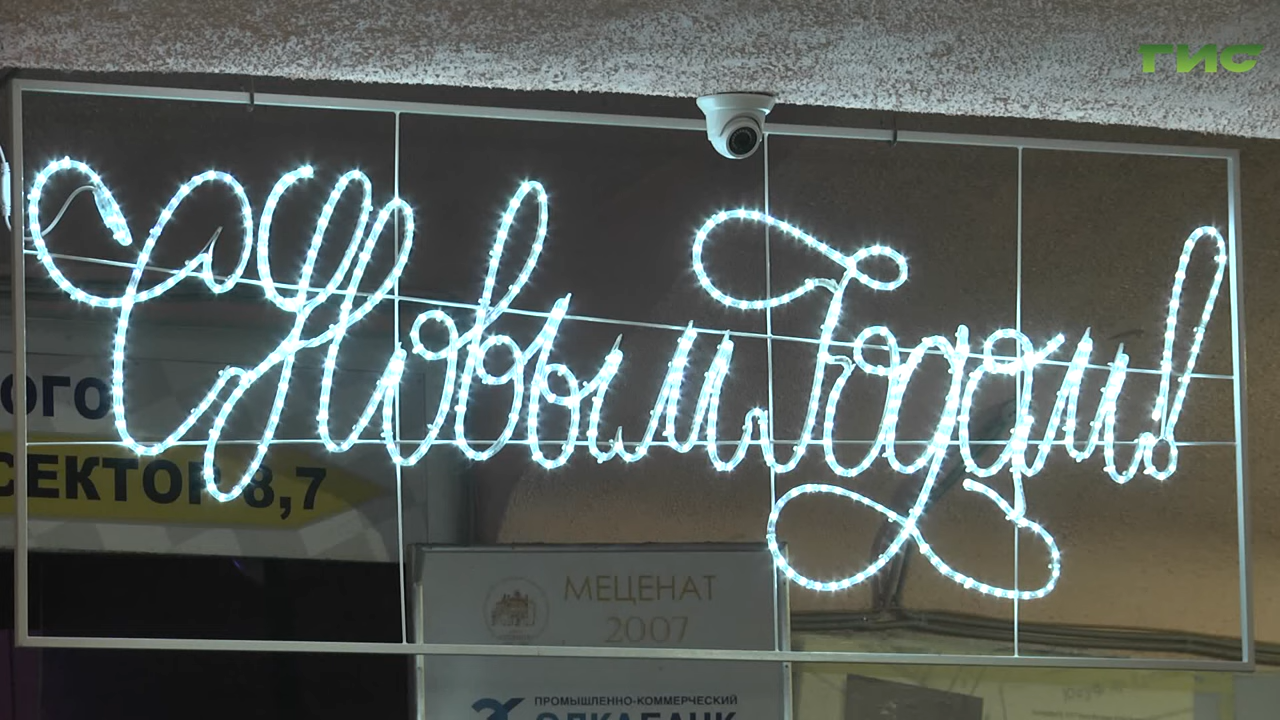 ГИС
С Новым Годом!
ОГО
СЕКТОР 8,7
МЕЦЕНАТ
2007
ПРОМЫШЛЕННО-КОММЕРЧЕСКИЙ